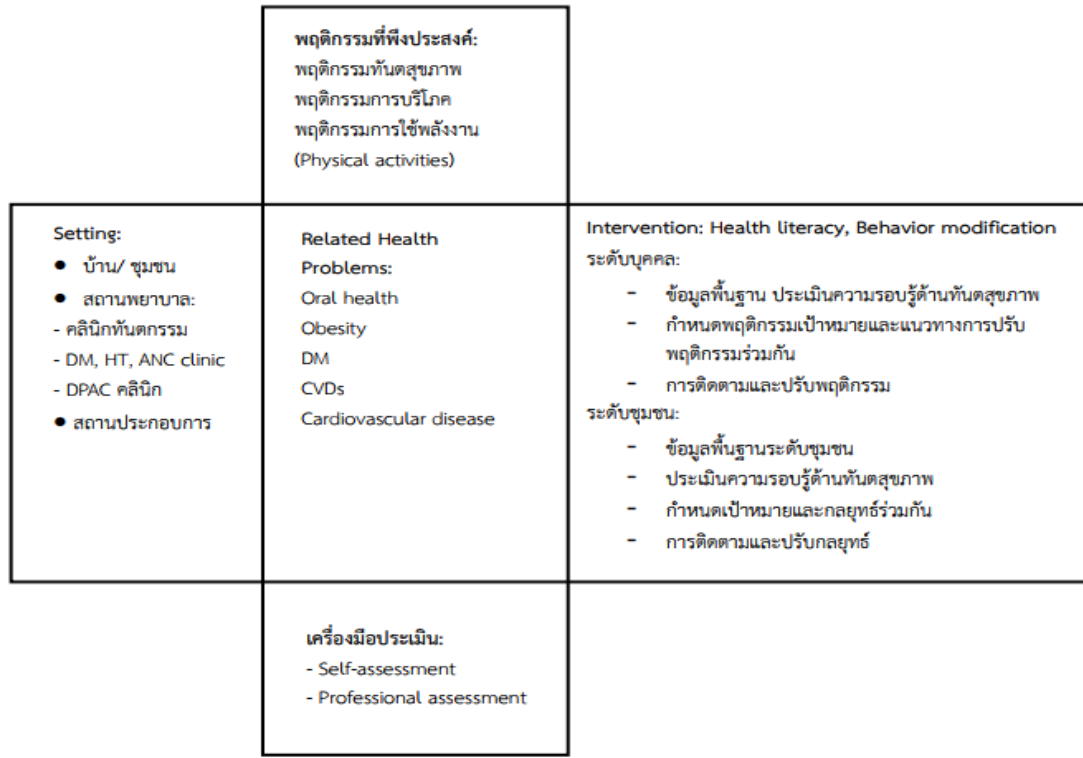 พฤติกรรมที่พึงประสงค์:
พฤติกรรมทันตสุขภาพ
พฤติกรรมการบริโภค
พฤติกรรมการใช้พลังงาน
(Physical activities)
Setting:
● บ้าน/ ชุมชน
● สถานพยาบาล:
- คลินิกทันตกรรม
- DM, HT, ANC clinic
- DPAC คลินิก
● สถานประกอบการ
Related Health
Problems:
Oral health
Obesity
DM
CVDs
Cardiovascular disease
Intervention: Health literacy, Behavior modification
ระดับบุคคล:
- ข้อมูลพื้นฐาน ประเมินความรอบรู้ด้านทันตสุขภาพ
- กำหนดพฤติกรรมเป้าหมายและแนวทางการปรับ
พฤติกรรมร่วมกัน
- การติดตามและปรับพฤติกรรม
ระดับชุมชน:
- ข้อมูลพื้นฐานระดับชุมชน
- ประเมินความรอบรู้ด้านทันตสุขภาพ
- กำหนดเป้าหมายและกลยุทธ์ร่วมกัน
- การติดตามและปรับกลยุทธ์
เครื่องมือประเมิน:
- Self-assessment
- Professional assessment